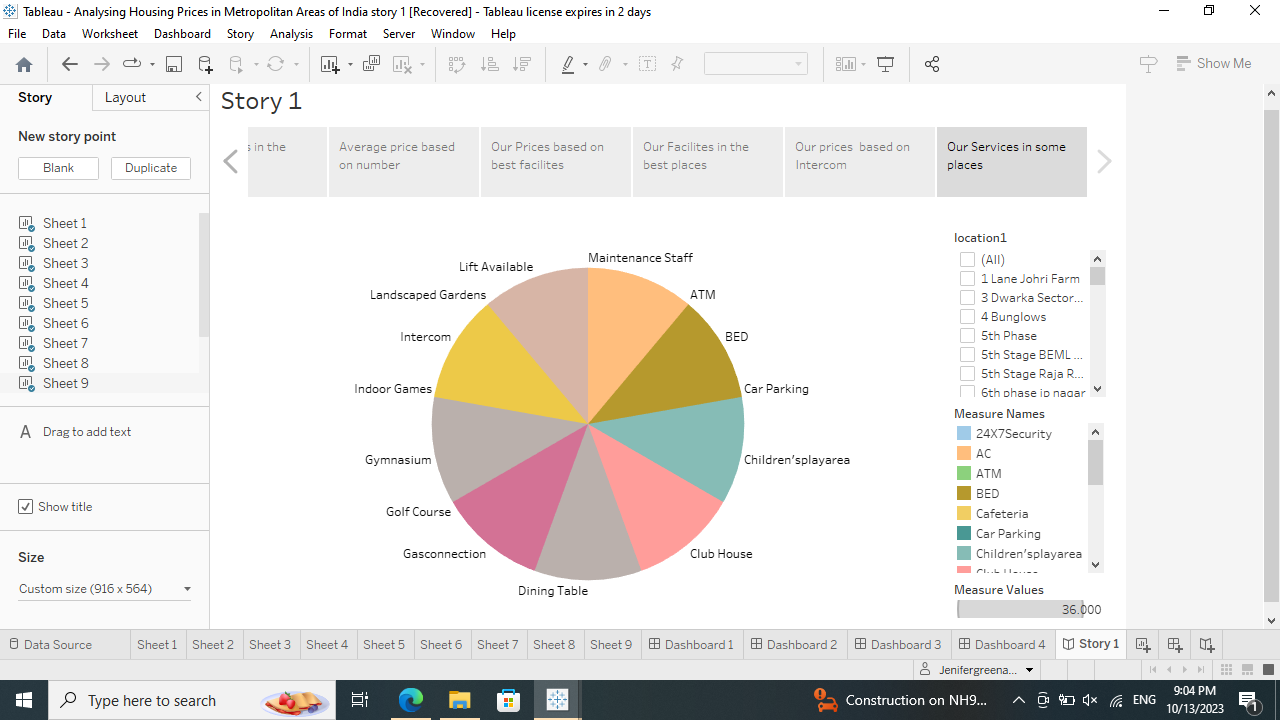 Tableau - Analysing Housing Prices in Metropolitan Areas of India story 1 [Recovered] - Tableau license expires in 2 days
File Data Worksheet Dashboard Story Analysis Format Server Window Help
Show Me
Story Layout
New story point
Blank Duplicate
Sheet 1
Sheet 2
Sheet 3
Sheet 4
Sheet 5
Sheet 6
Sheet 7
Sheet 8
Sheet 9
A Drag to add text
Show title
Size
Custom size (916 x 564)
Story 1
s in the
Average price based
on number
Our Prices based on
best facilites
Our Facilites in the
best places
Our prices based on
Intercom
Our Services in some
places
Maintenance Staff
Lift Available
ATM
Landscaped Gardens
Intercom
BED
Indoor Games
Car Parking
Gymnasium
Children'splayarea
Golf Course
Gasconnection
Club House
Dining Table
location1
(All)
1 Lane Johri Farm
3 Dwarka Sector...
4 Bunglows
5th Phase
5th Stage BEML ...
5th Stage Raja R...
6th phase jp nagar
Measure Names
24X7Security
AC
ATM
BED
Cafeteria
Car Parking
Children'splayarea
Club House
Measure Values
36.000
Data Source Sheet 1 Sheet 2 Sheet 3 Sheet 4 Sheet 5 Sheet 6 Sheet 7 Sheet 8 Sheet 9 Dashboard 1 Dashboard 2 Dashboard 3 Dashboard 4 Story 1
Jenifergreena...
Type here to search
Construction on NH9...
ENG
9:04 PM
10/13/2023
1